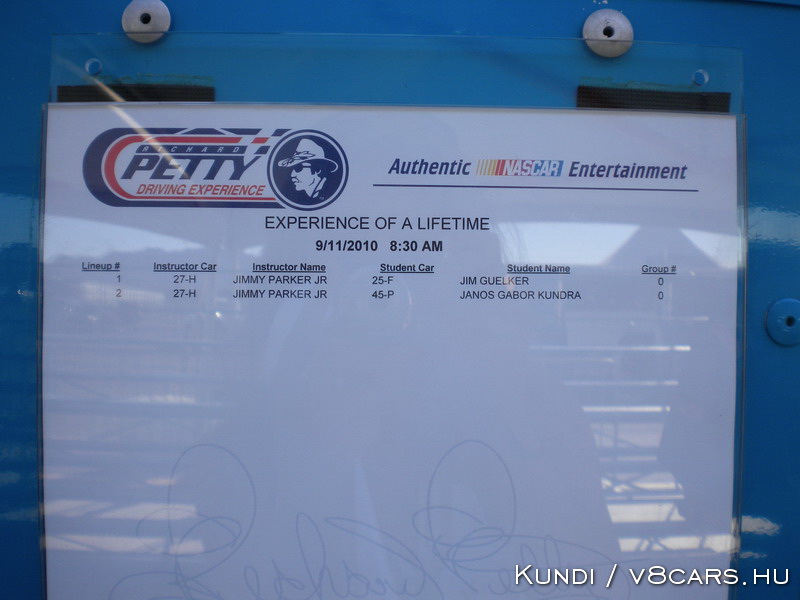 RICHARD
PETTY
DRIVING EXPERIENCE
Authentic NASCAR Entertainment
EXPERIENCE OF A LIFETIME
9/11/2010 8:30 AM
Lineup # Instructor Car Instructor Name Student Car Student Name Group #
1 27-H JIMMY PARKER JR 25-F JIM GUELKER 0
2 27-H JIMMY PARKER JR 45-P JANOS GABOR KUNDRA 0
KUNDI / V8CARS.HU